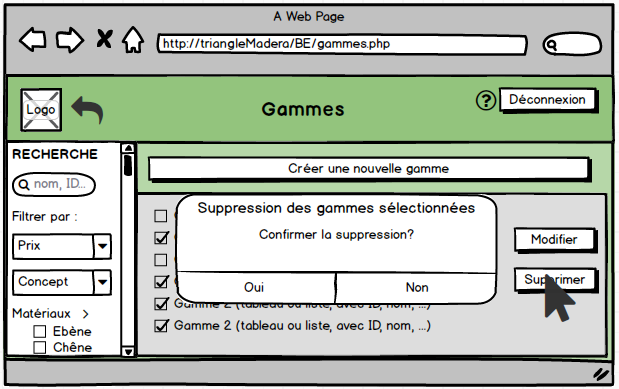 A Web Page
http://triangleMadera/BE/gammes.php
Logo
Gammes
?
Déconnexion
RECHERCHE
nom, ID...
Filtrer par :
Prix
Concept
Matériaux >
Ebène
Chêne
Créer une nouvelle gamme
Suppression des gammes sélectionnées
Confirmer la suppression?
Oui
Non
Gamme 2 (tableau ou liste, avec ID, nom, ...)
Gamme 2 (tableau ou liste, avec ID, nom, ...)
Modifier
Supprimer